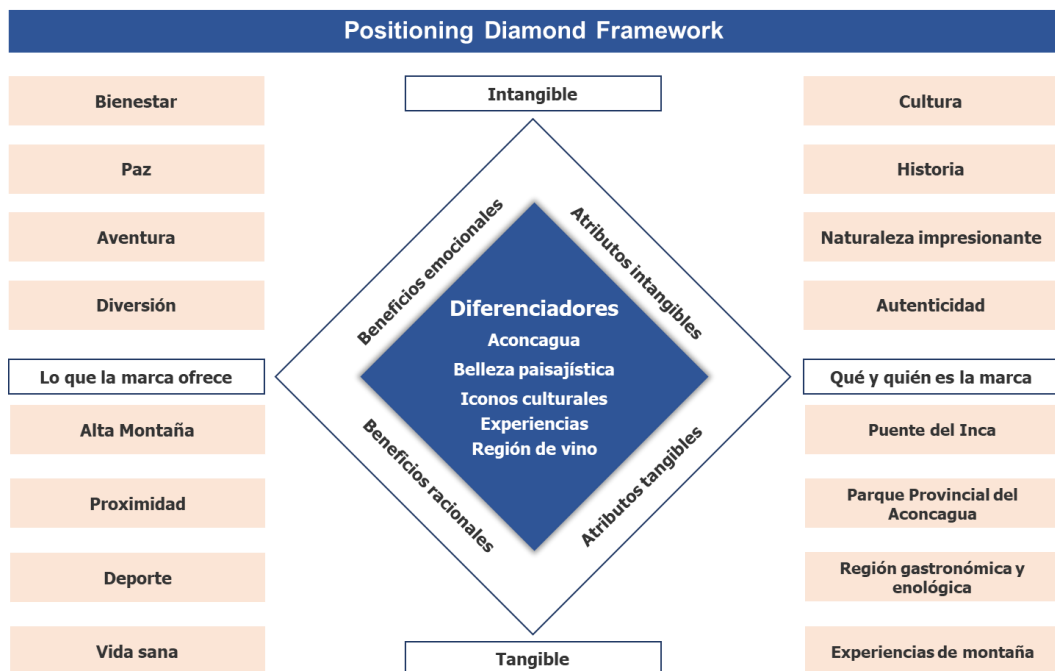 Positioning Diamond Framework
Intangible
Bienestar
Paz
Aventura
Diversión
Lo que la marca ofrece
Alta Montaña
Proximidad
Deporte
Vida sana
Beneficios emocionales
Atributos intangibles
Diferenciadores
Aconcagua
Belleza paisajística
Iconos culturales
Experiencias
Región de vino
Beneficios racionales
Atributos tangibles
Tangible
Cultura
Historia
Naturaleza impresionante
Autenticidad
Qué y quién es la marca
Puente del Inca
Parque Provincial del
Aconcagua
Región gastronómica y
enológica
Experiencias de montaña